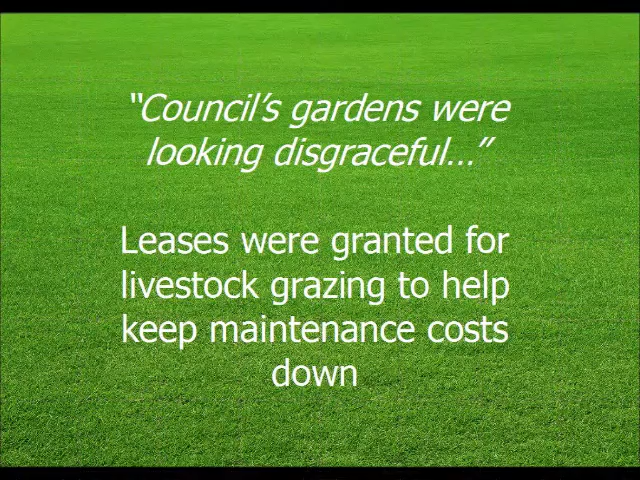 “Council’s gardens were
looking disgraceful…”
Leases were granted for
livestock grazing to help
keep maintenance costs
down